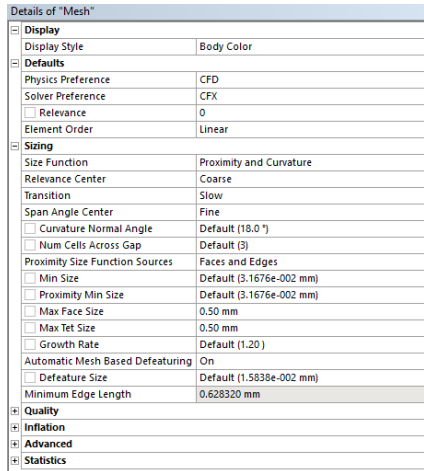 Details of "Mesh"
Display
Display Style Body Color
Defaults
Physics Preference CFD
Solver Preference CFX
Relevance 0
Element Order Linear
Sizing
Size Function Proximity and Curvature
Relevance Center Coarse
Transition Slow
Span Angle Center Fine
Curvature Normal Angle Default (18.0 °)
Num Cells Across Gap Default (3)
Proximity Size Function Sources Faces and Edges
Min Size Default (3.1676e-002 mm)
Proximity Min Size Default (3.1676e-002 mm)
Max Face Size 0.50 mm
Max Tet Size 0.50 mm
Growth Rate Default (1.20 )
Automatic Mesh Based Defeaturing On
Defeature Size Default (1.5838e-002 mm)
Minimum Edge Length 0.628320 mm
Quality
Inflation
Advanced
Statistics